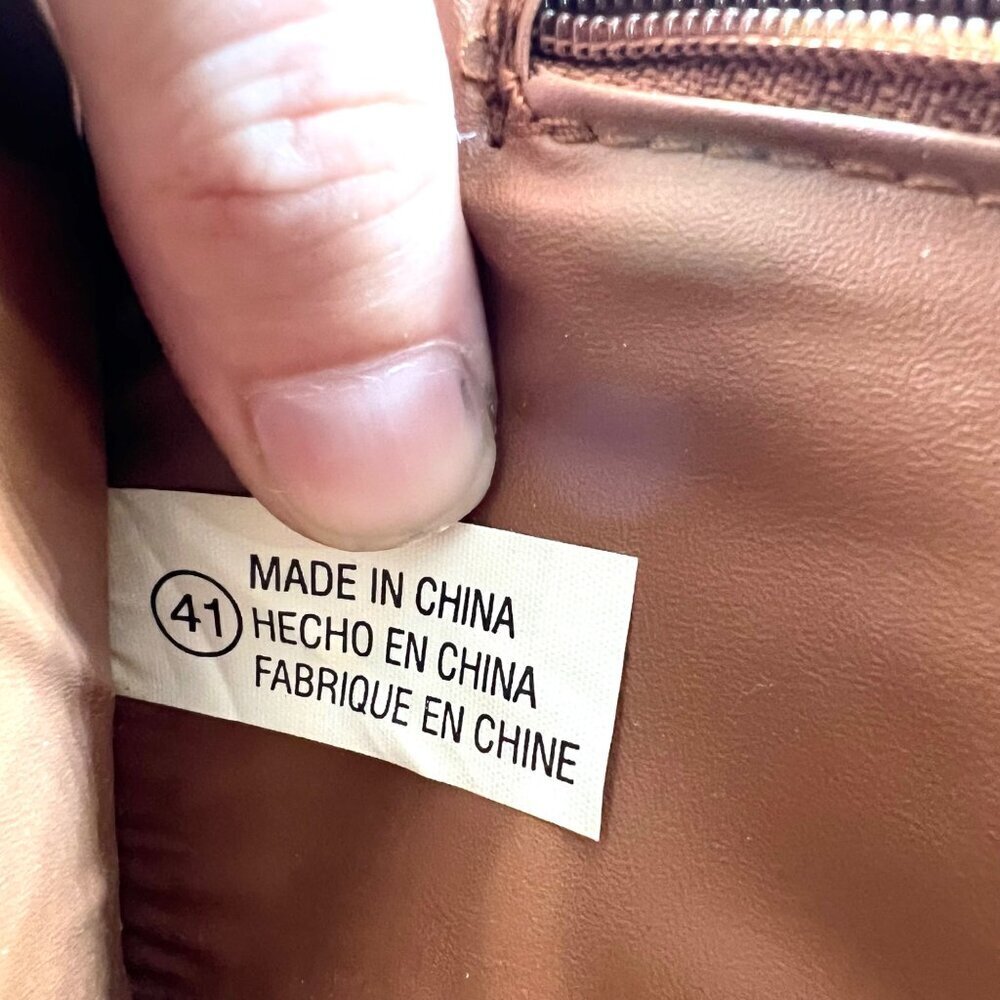 41
MADE IN CHINA
HECHO EN CHINA
FABRIQUE EN CHINE